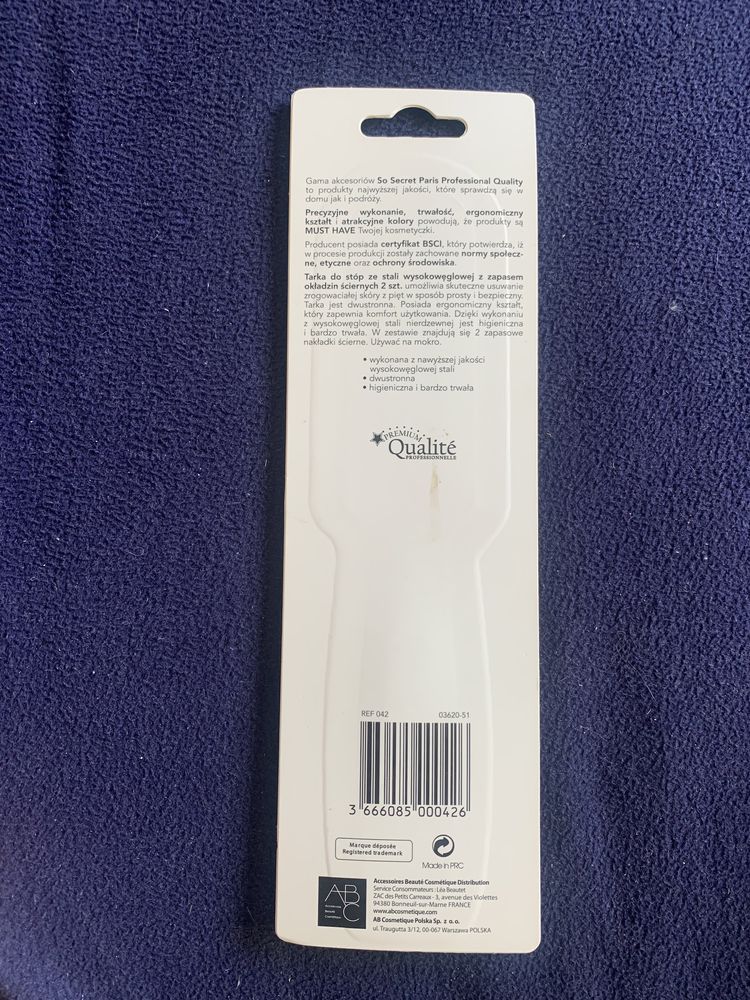 Gama akcesoriów So Secret Paris Professional Quality
to produkty najwyższej jakości, które sprawdzą się w
domu jak i podróży.
Precyzyjne wykonanie, trwałość, ergonomiczny
kształt i atrakcyjne kolory powodują, że produkty są
MUST HAVE Twojej kosmetyczki.
Producent posiada certyfikat BSCI, który potwierdza, iż
w procesie produkcji zostały zachowane normy społecz-
ne, etyczne oraz ochrony środowiska.
Tarka do stóp ze stali wysokowęglowej z zapasem
okładzin ściernych 2 szt. umożliwia skuteczne usuwanie
zrogowaciałej skóry z pięt w sposób prosty i bezpieczny.
Tarka jest dwustronna. Posiada ergonomiczny kształt,
który zapewnia komfort użytkowania. Dzięki wykonaniu
z wysokowęglowej stali nierdzewnej jest higieniczna
i bardzo trwała. W zestawie znajdują się 2 zapasowe
nakładki ścierne. Używać na mokro.
• wykonana z nawyższej jakości
wysokowęglowej stali
• dwustronna
• higieniczna i bardzo trwała
PREMIUM
Qualité
PROFESSIONNELLE
REF 042 03620-51
3 666085 000426
Marque déposée
Registered trademark
Made in PRC
ABC
Accessoires
Beauté
Cosmétique
Accessoires Beauté Cosmétique Distribution
Service Consommateurs : Léa Beautet
ZAC des Petits Carreaux - 3, avenue des Violettes
94380 Bonneuil-sur-Marne FRANCE
www.abcosmetique.com
AB Cosmetique Polska Sp. z o.o.
ul. Traugutta 3/12, 00-067 Warszawa POLSKA